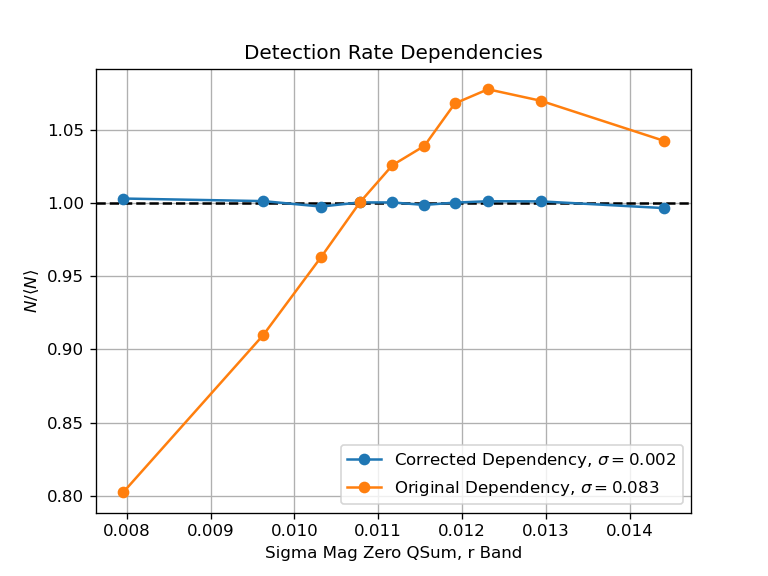 Detection Rate Dependencies
N/⟨N⟩
1.05
1.00
0.95
0.90
0.85
0.80
Corrected Dependency, σ = 0.002
Original Dependency, σ = 0.083
0.008 0.009 0.010 0.011 0.012 0.013 0.014
Sigma Mag Zero QSum, r Band